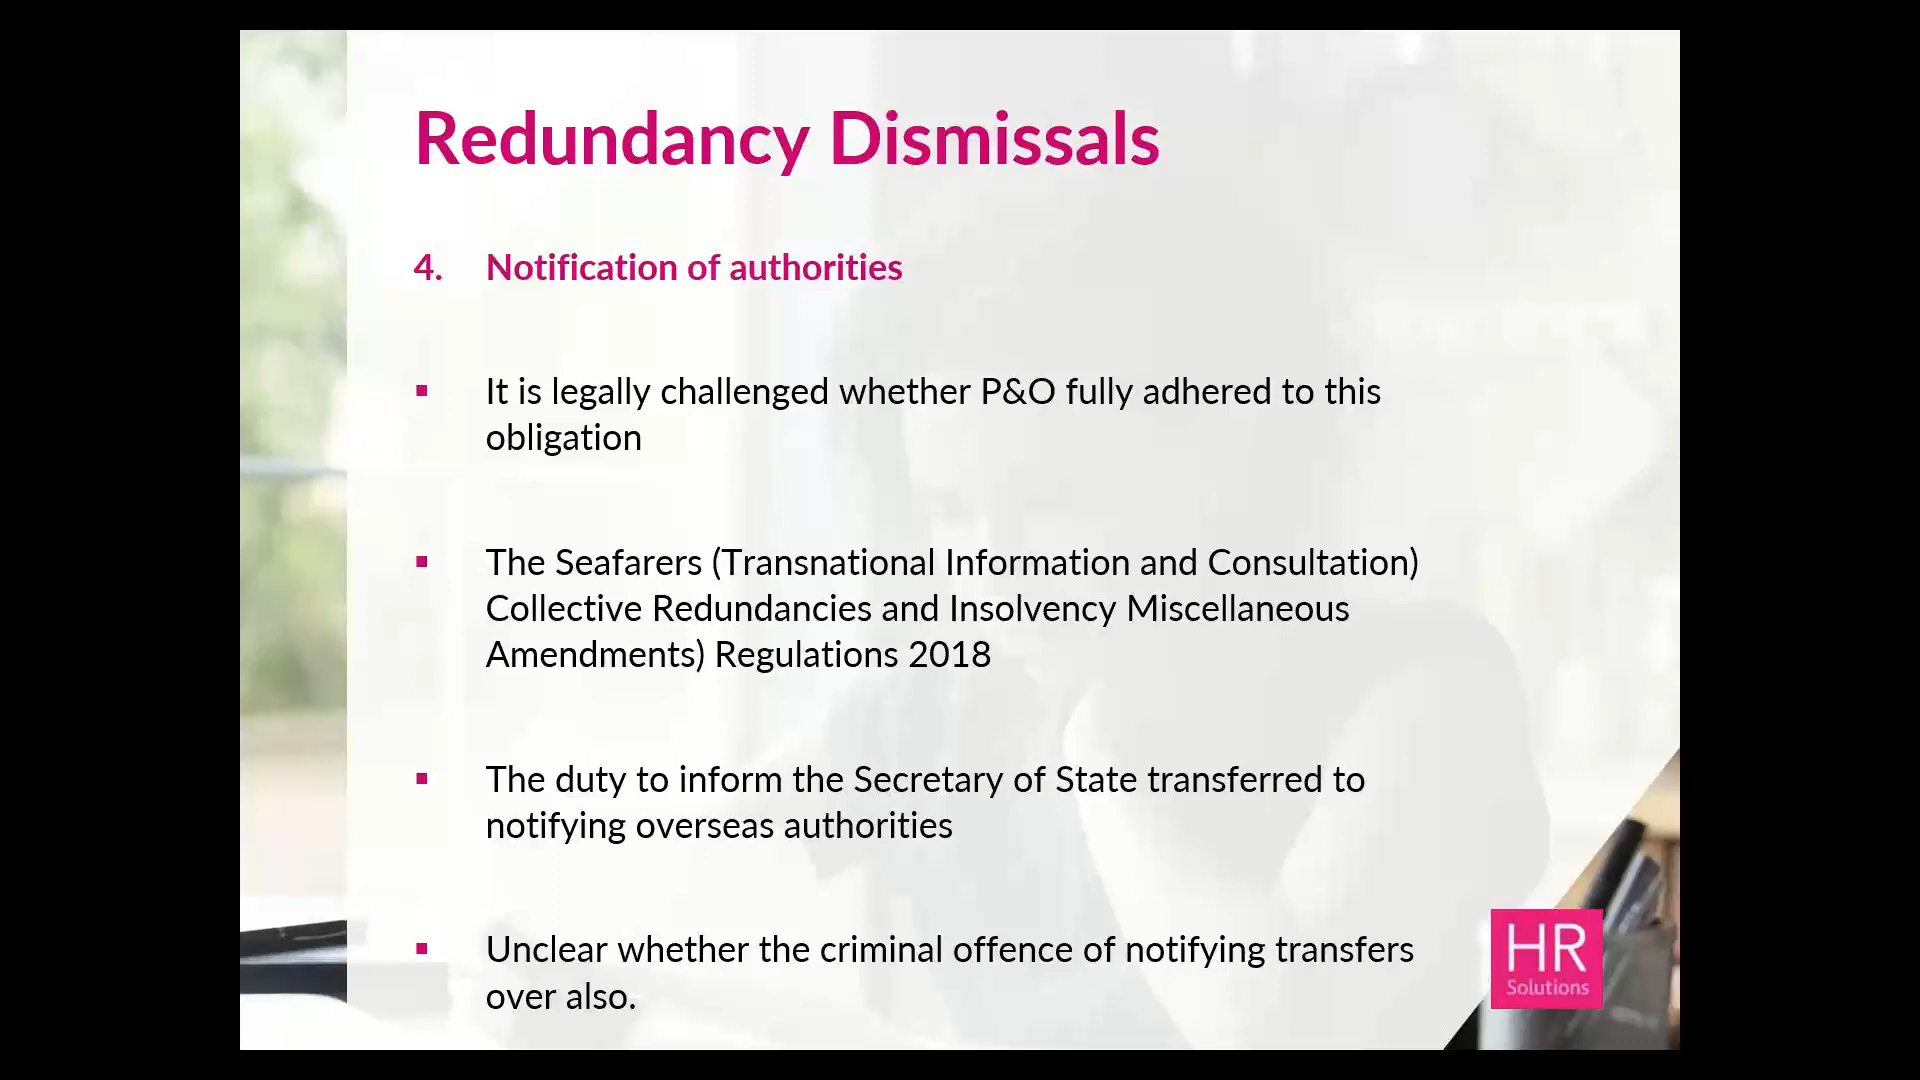 Redundancy Dismissals
4. Notification of authorities
▪ It is legally challenged whether P&O fully adhered to this
obligation
▪ The Seafarers (Transnational Information and Consultation)
Collective Redundancies and Insolvency Miscellaneous
Amendments) Regulations 2018
▪ The duty to inform the Secretary of State transferred to
notifying overseas authorities
▪ Unclear whether the criminal offence of notifying transfers
over also.
HR
Solutions